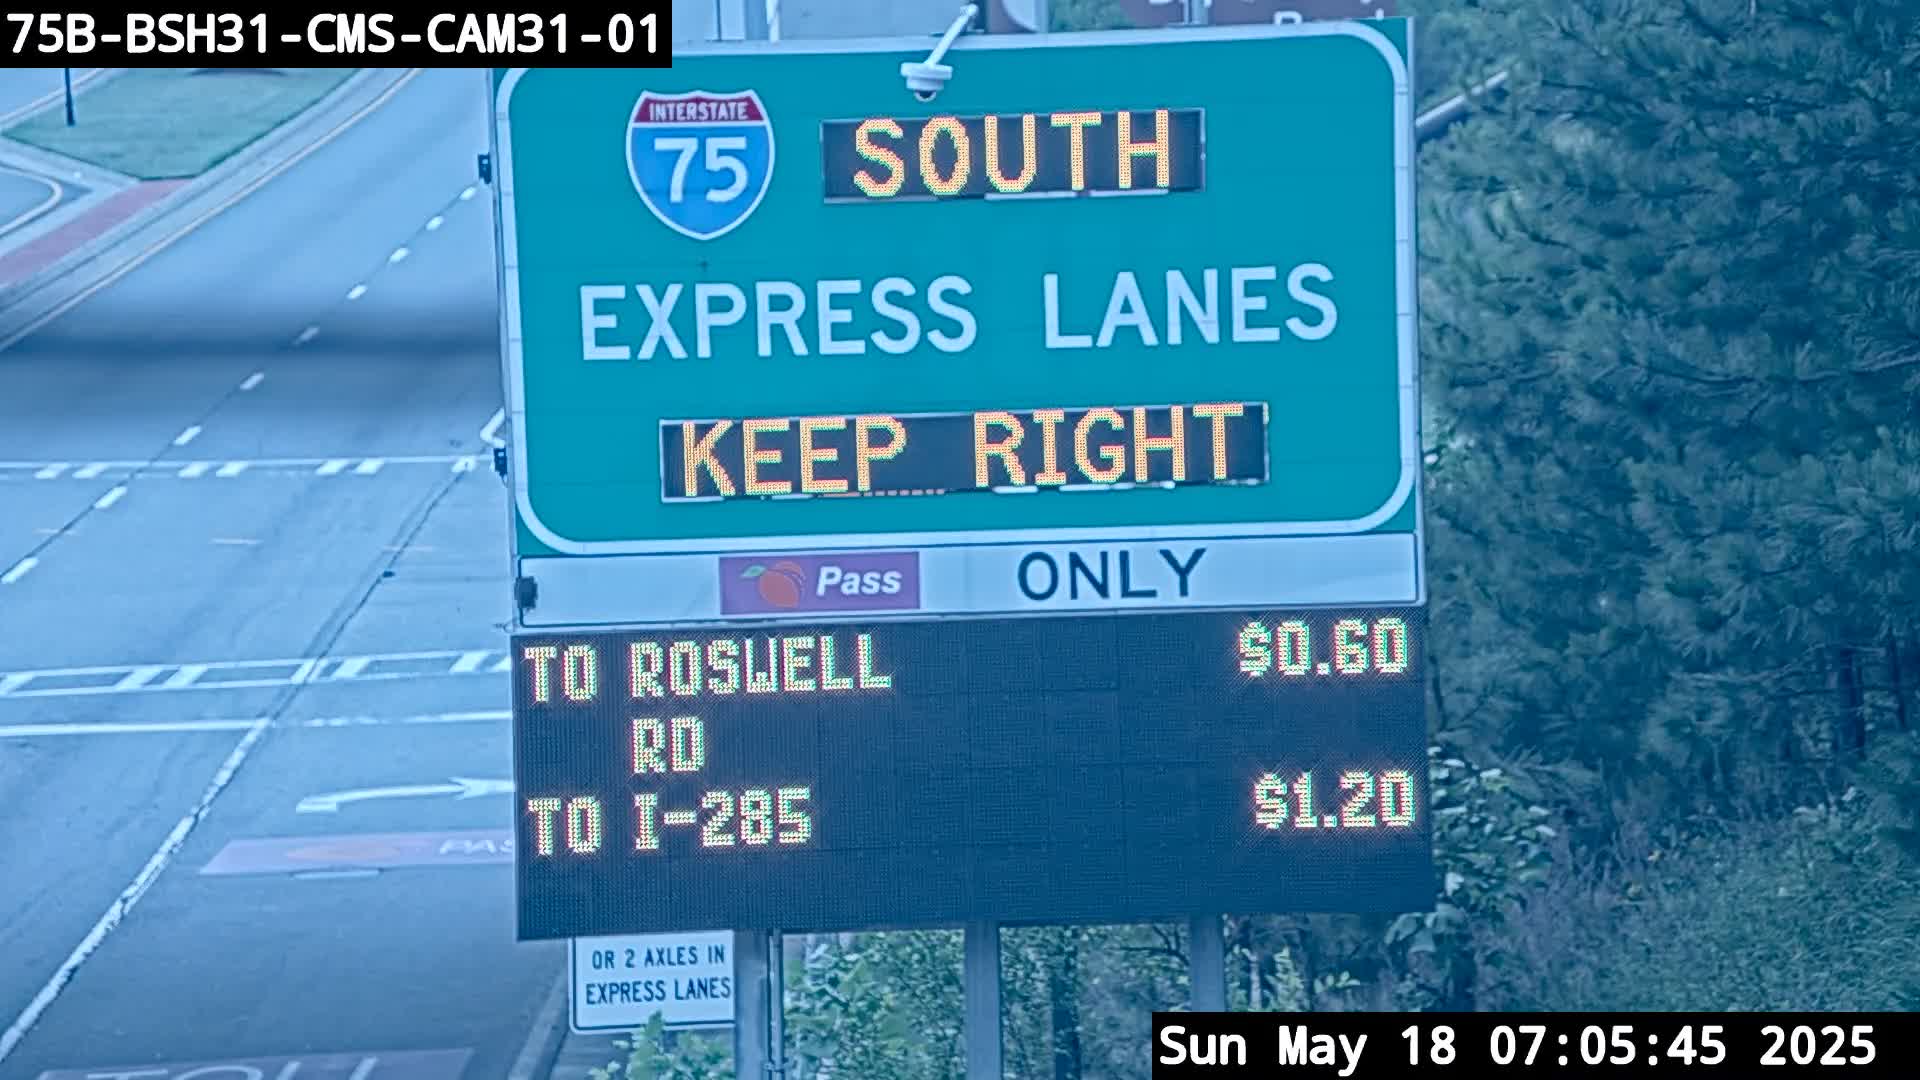 75B-BSH31-CMS-CAM31-01
INTERSTATE
75
SOUTH
EXPRESS LANES
KEEP RIGHT
Pass
ONLY
TO ROSWELL $0.60
RD
TO I-285 $1.20
OR 2 AXLES IN
EXPRESS LANES
TOLL
Sun May 18 07:05:45 2025